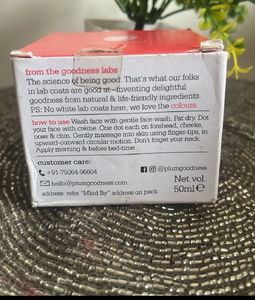 from the goodness labs
The science of being good. That's what our folks
in lab coats are good at—inventing delightful
goodness from natural & life-friendly ingredients.
PS: No white lab coats here, we love the colours.
how to use Wash face with gentle face wash. Pat dry. Dot
your face with crème. One dot each on forehead, cheeks,
nose & chin. Gently massage into skin using finger-tips, in
upward-outward circular motion. Don't forget your neck.
Apply morning & before bed-time.
customer care:
+91-75064-96604
@plumgoodness
hello@plumgoodness.com
Net vol.
address: refer "Mktd By" address on pack
50ml e